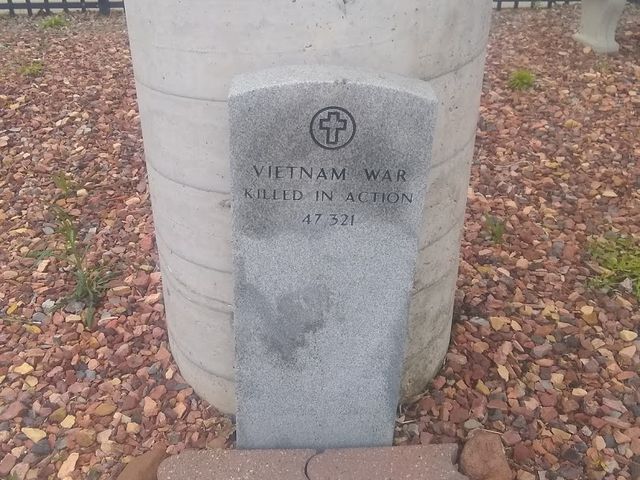 VIETNAM WAR
KILLED IN ACTION
47 321